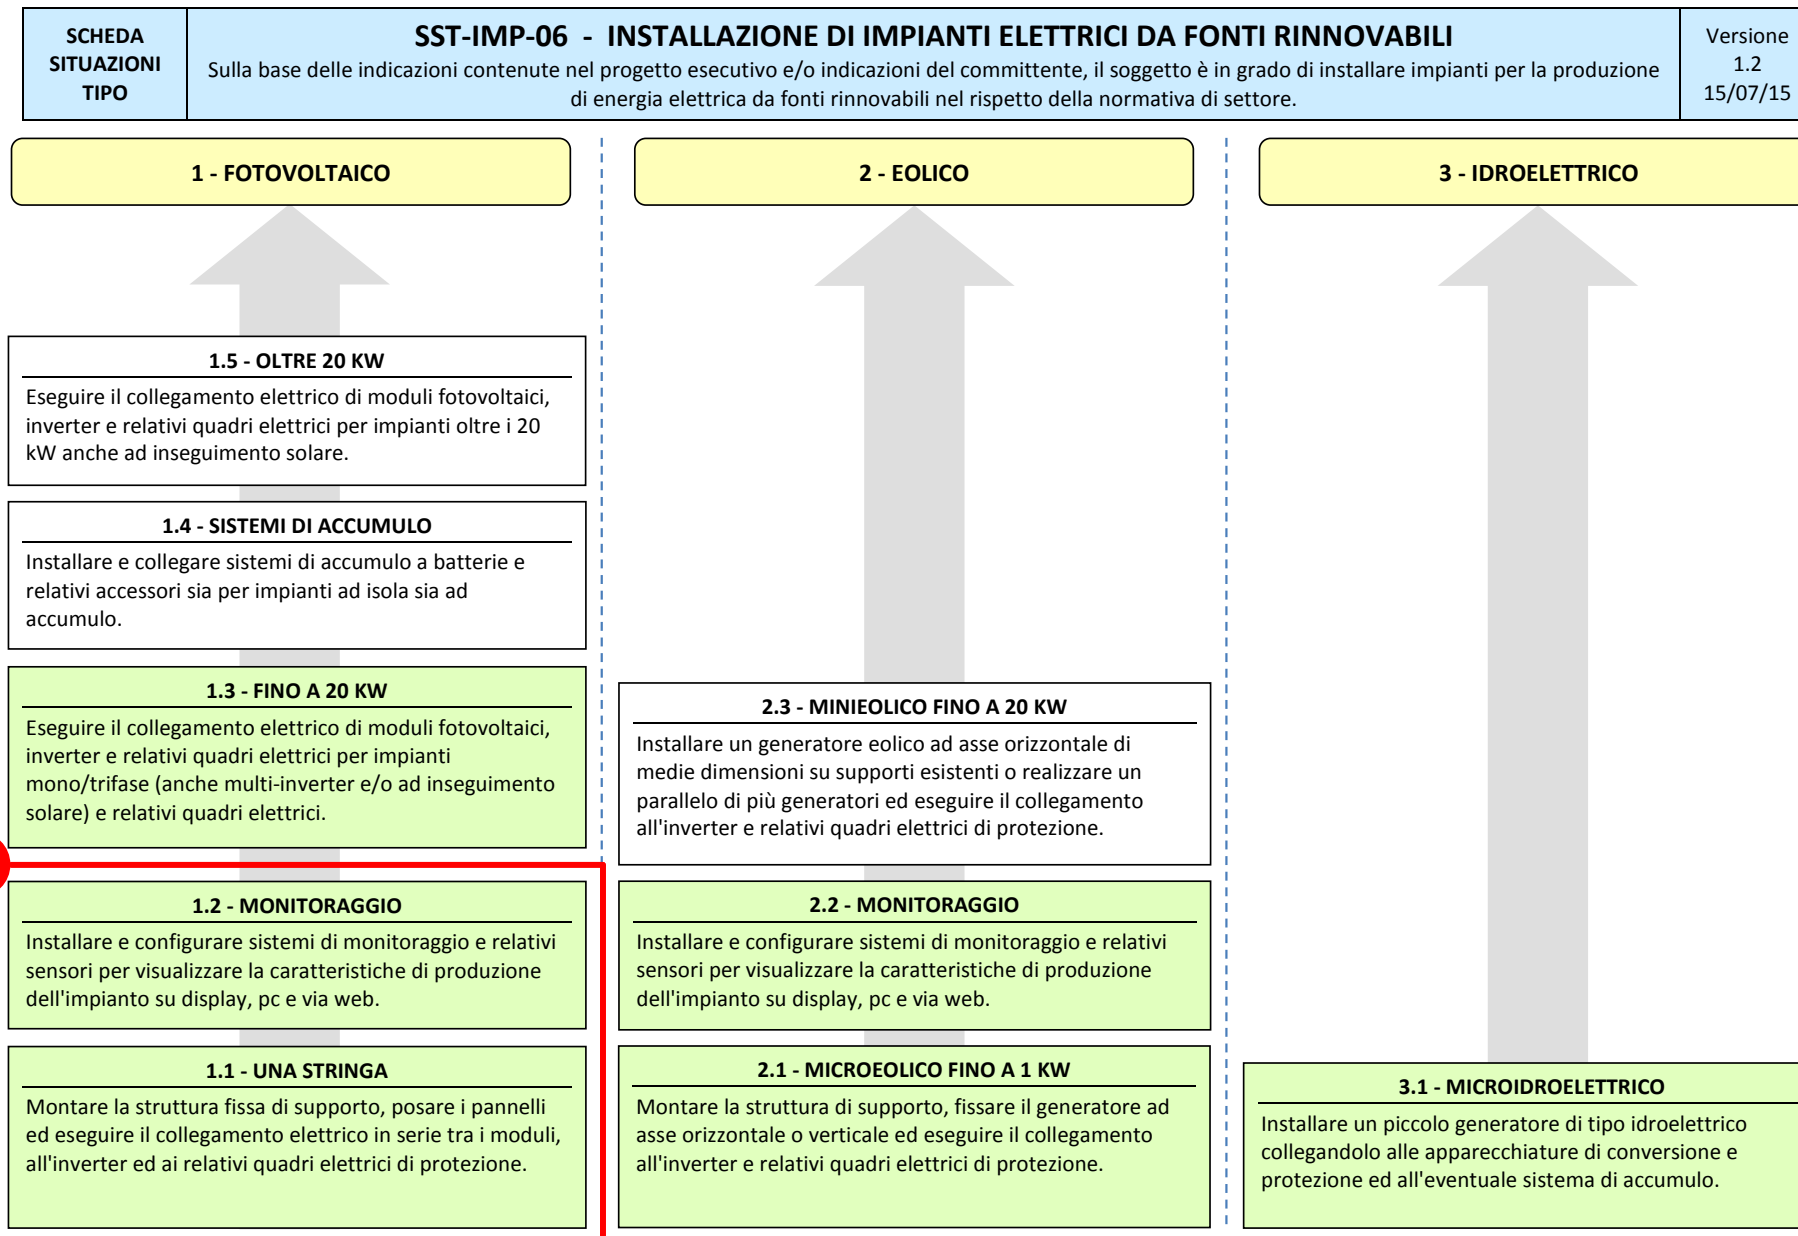 SCHEDA
SITUAZIONI
TIPO
SST-IMP-06 - INSTALLAZIONE DI IMPIANTI ELETTRICI DA FONTI RINNOVABILI
Sulla base delle indicazioni contenute nel progetto esecutivo e/o indicazioni del committente, il soggetto è in grado di installare impianti per la produzione
di energia elettrica da fonti rinnovabili nel rispetto della normativa di settore.
Versione
1.2
15/07/15
1 - FOTOVOLTAICO
1.5 - OLTRE 20 KW
Eseguire il collegamento elettrico di moduli fotovoltaici,
inverter e relativi quadri elettrici per impianti oltre i 20
kW anche ad inseguimento solare.
1.4 - SISTEMI DI ACCUMULO
Installare e collegare sistemi di accumulo a batterie e
relativi accessori sia per impianti ad isola sia ad
accumulo.
1.3 - FINO A 20 KW
Eseguire il collegamento elettrico di moduli fotovoltaici,
inverter e relativi quadri elettrici per impianti
mono/trifase (anche multi-inverter e/o ad inseguimento
solare) e relativi quadri elettrici.
1.2 - MONITORAGGIO
Installare e configurare sistemi di monitoraggio e relativi
sensori per visualizzare la caratteristiche di produzione
dell'impianto su display, pc e via web.
1.1 - UNA STRINGA
Montare la struttura fissa di supporto, posare i pannelli
ed eseguire il collegamento elettrico in serie tra i moduli,
all'inverter ed ai relativi quadri elettrici di protezione.
2 - EOLICO
2.3 - MINIEOLICO FINO A 20 KW
Installare un generatore eolico ad asse orizzontale di
medie dimensioni su supporti esistenti o realizzare un
parallelo di più generatori ed eseguire il collegamento
all'inverter e relativi quadri elettrici di protezione.
2.2 - MONITORAGGIO
Installare e configurare sistemi di monitoraggio e relativi
sensori per visualizzare la caratteristiche di produzione
dell'impianto su display, pc e via web.
2.1 - MICROEOLICO FINO A 1 KW
Montare la struttura di supporto, fissare il generatore ad
asse orizzontale o verticale ed eseguire il collegamento
all'inverter e relativi quadri elettrici di protezione.
3 - IDROELETTRICO
3.1 - MICROIDROELETTRICO
Installare un piccolo generatore di tipo idroelettrico
collegandolo alle apparecchiature di conversione e
protezione ed all'eventuale sistema di accumulo.